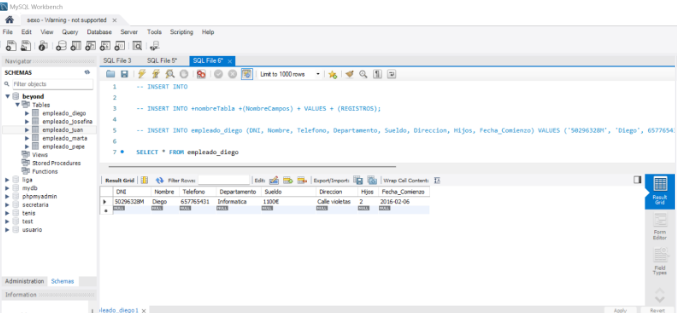 MySQL Workbench
sexo - Warning - not supported ×
File Edit View Query Database Server Tools Scripting Help
Navigator
SQL File 3 SQL File 5* SQL File 6* ×
SCHEMAS
Limit to 1000 rows
Filter objects
1 -- INSERT INTO
beyond
2
Tables
3 -- INSERT INTO +nombreTabla +(NombreCampos) + VALUES + (REGISTROS);
empleado_diego
4
empleado_josefina
5 -- INSERT INTO empleado_diego (DNI, Nombre, Telefono, Departamento, Sueldo, Direccion, Hijos, Fecha_Comienzo) VALUES ('50296328M', 'Diego', 6577654
empleado_juan
6
empleado_marta
7 SELECT * FROM empleado_diego
empleado_pepe
Views
Stored Procedures
Functions
liga
mydb
phpmyadmin
secretaria
tenis
test
usuario
Result Grid Filter Rows: Edit: Export/Import: Wrap Cell Content:
DNI Nombre Telefono Departamento Sueldo Direccion Hijos Fecha_Comienzo
50296328M Diego 657765431 Informatica 1100€ Calle violetas 2 2016-02-06
NULL NULL NULL NULL NULL NULL NULL NULL
Result Grid
Form Editor
Field Types
Administration Schemas
Information
leado_diego1 × Apply Revert